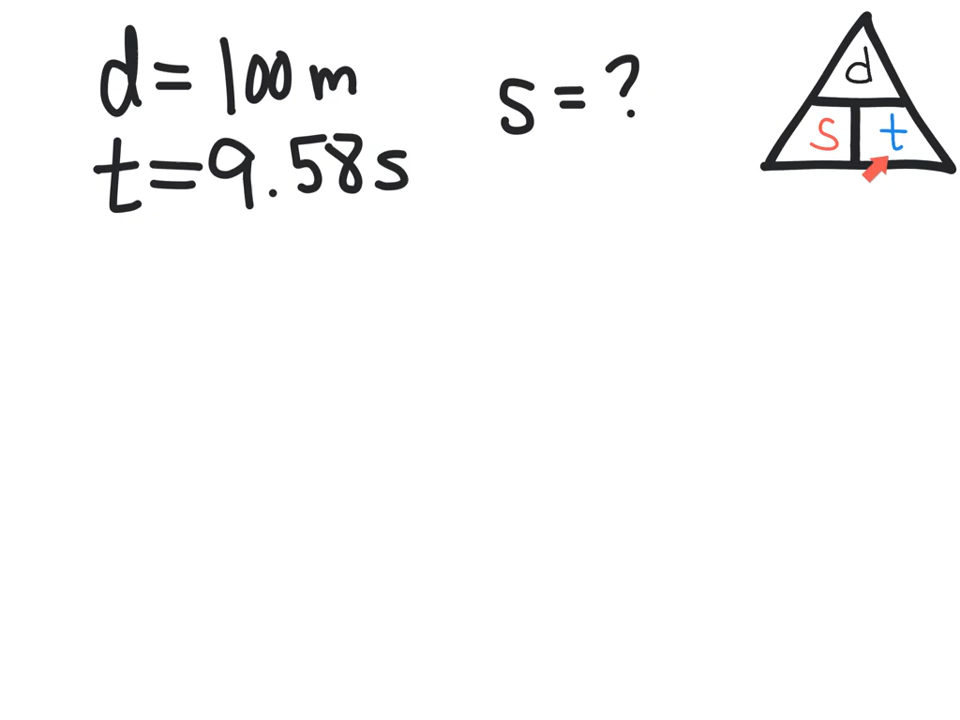 d = 100 m
t = 9.58 s
s = ?
d
s t